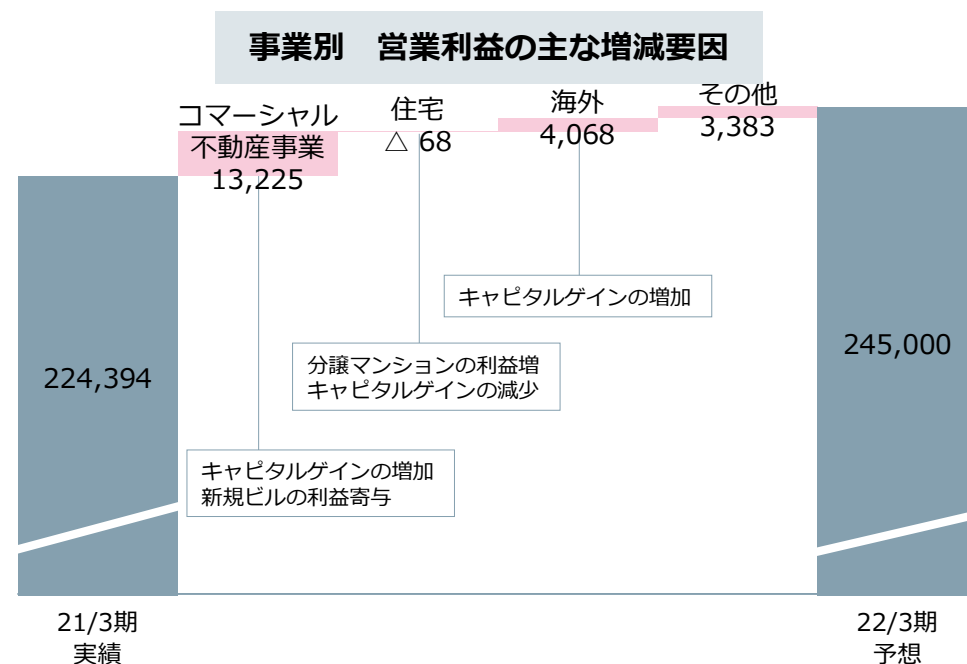 事業別　営業利益の主な増減要因
コマーシャル
不動産事業
13,225
住宅
△ 68
海外
4,068
その他
3,383
キャピタルゲインの増加
分譲マンションの利益増
キャピタルゲインの減少
キャピタルゲインの増加
新規ビルの利益寄与
224,394
245,000
21/3期
実績
22/3期
予想